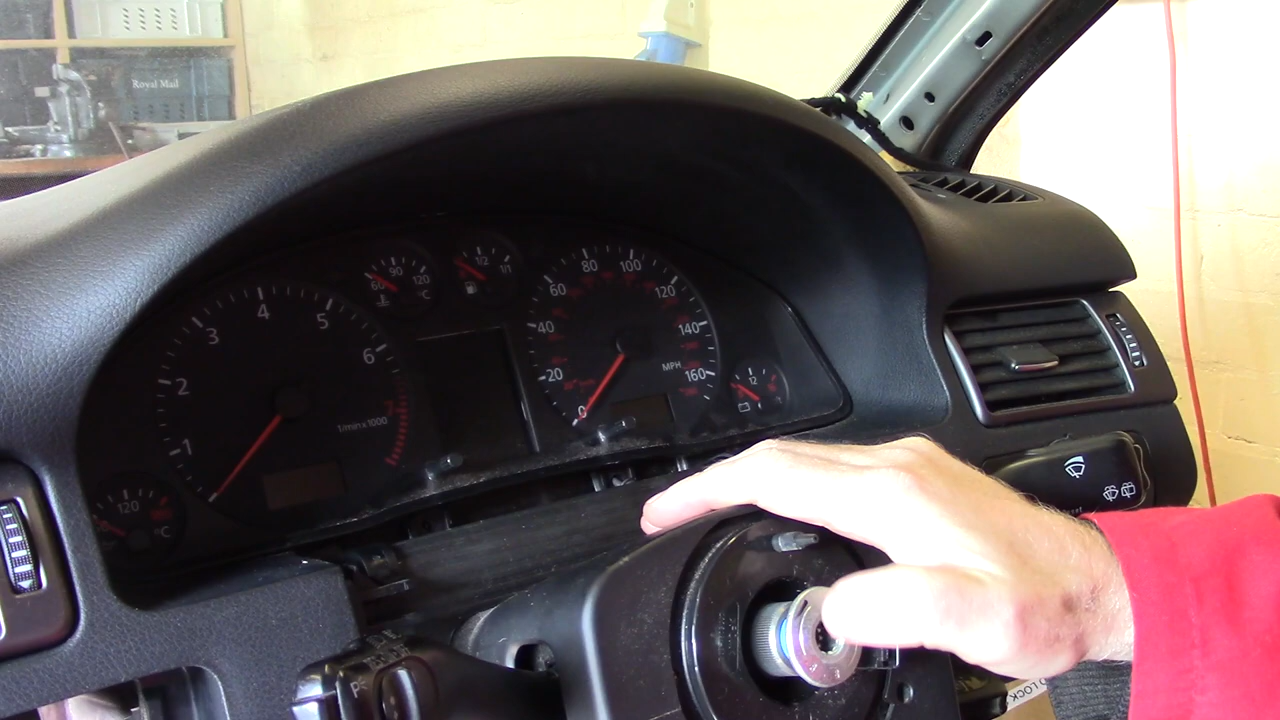 Royal Mail
1 2 3 4 5 6
1/min x 1000
60 90 120
°C
1/2 1/1
0 20 40 60 80 100 120 140 160
MPH
120
°C
12
LOCK